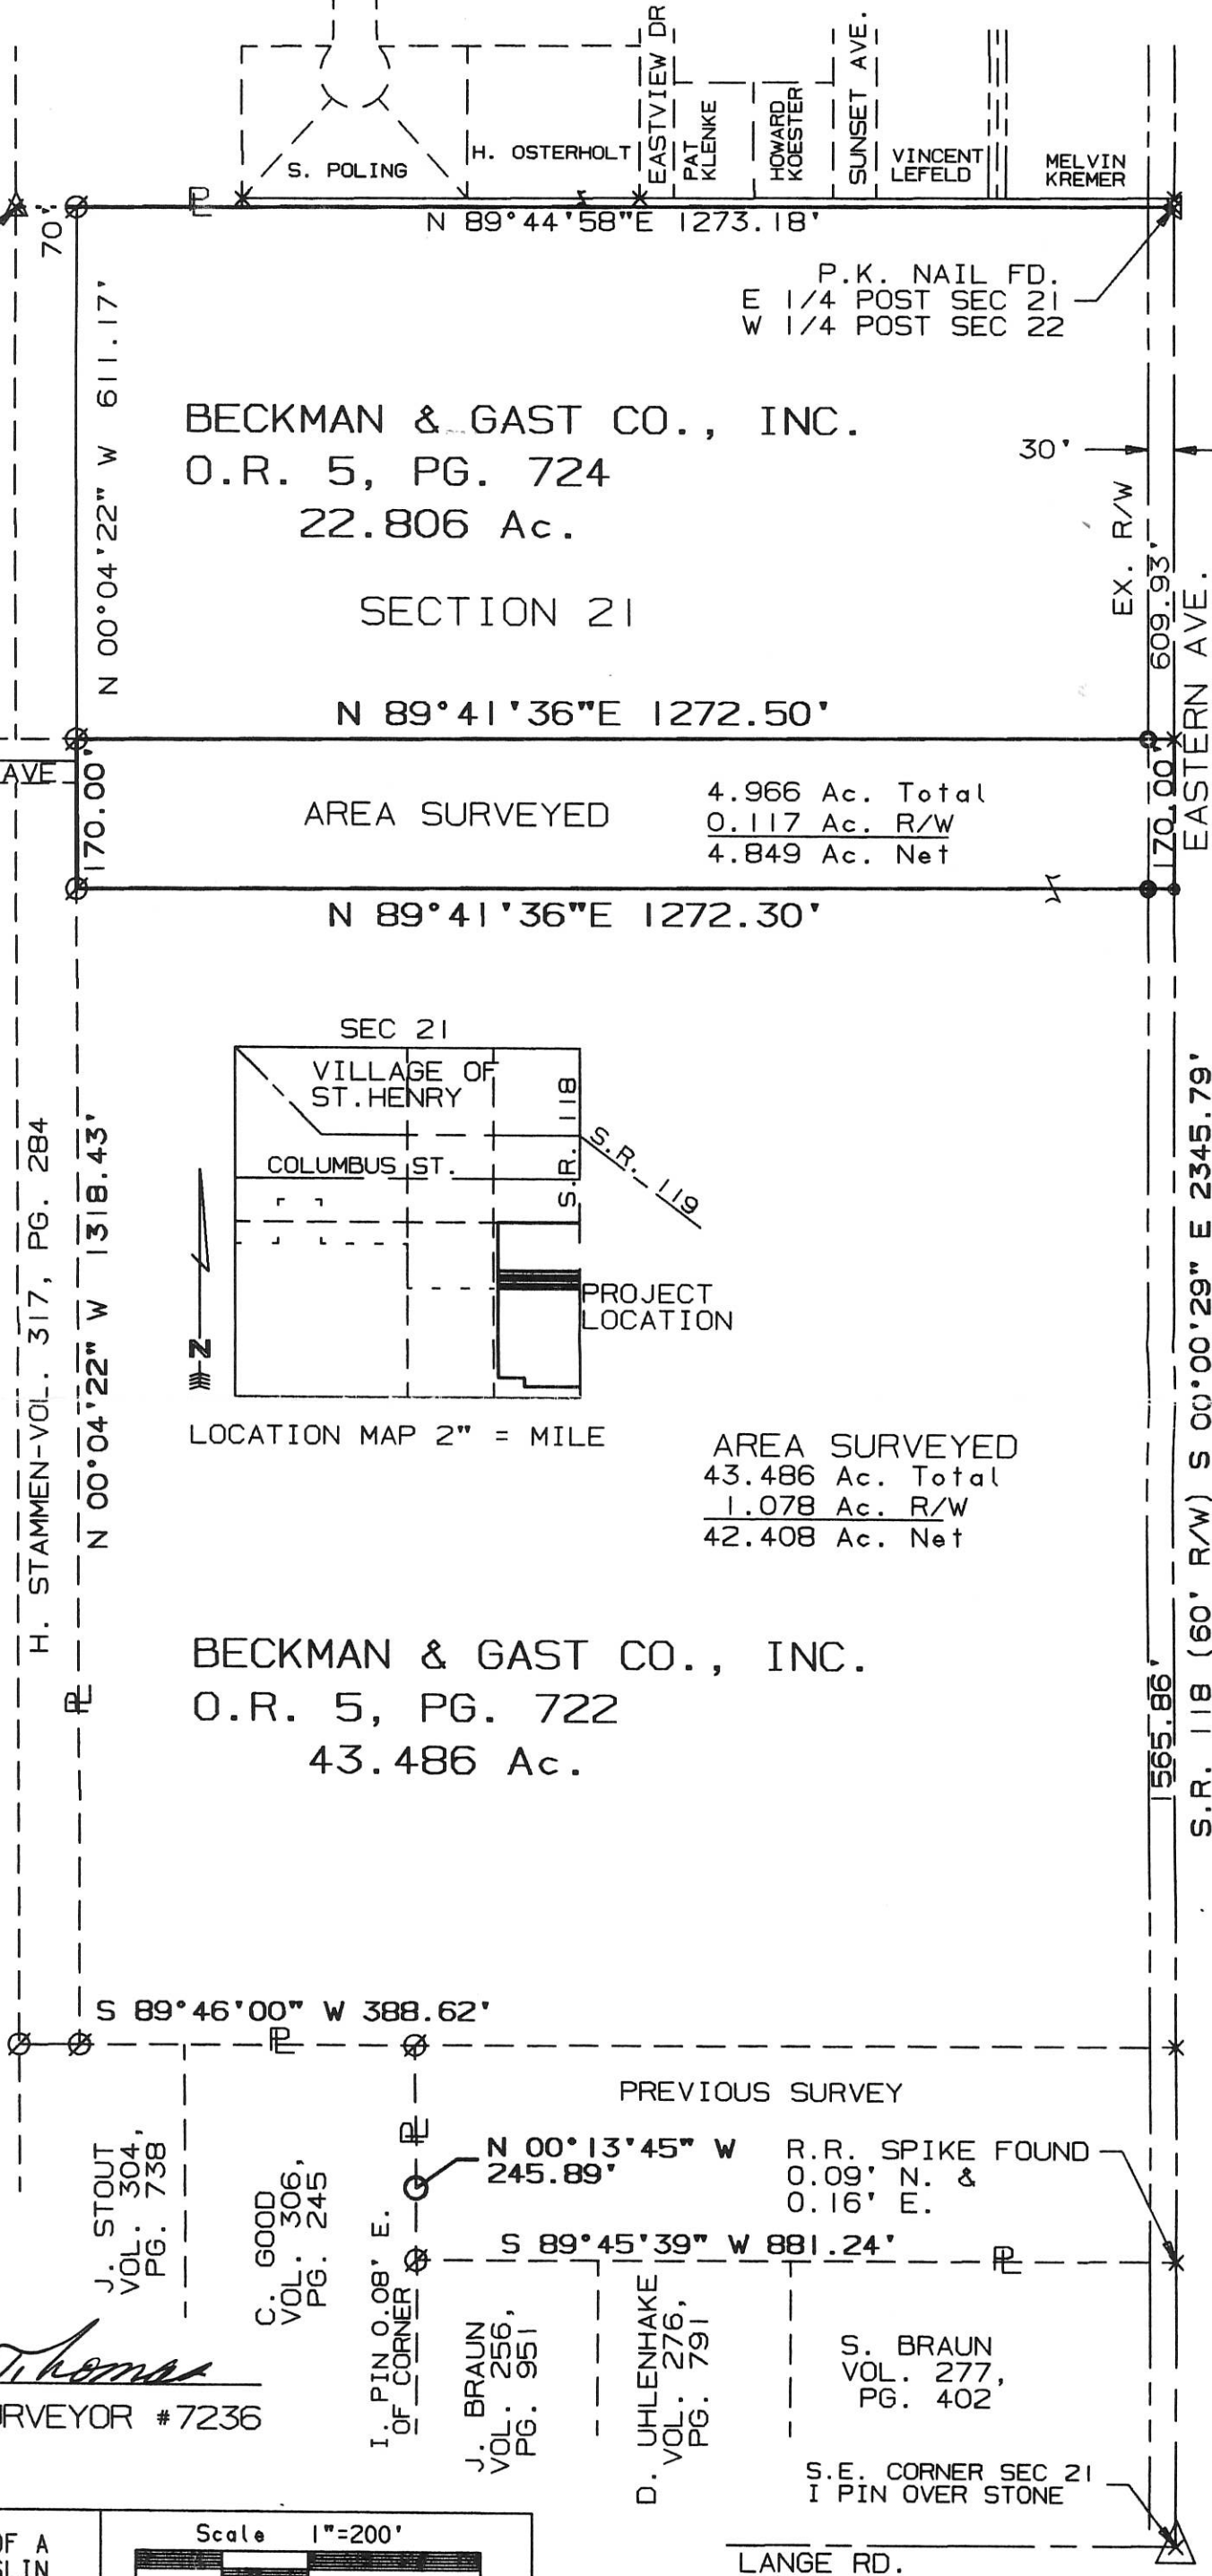 EASTVIEW DR
SUNSET AVE.
S. POLING
H. OSTERHOLT
PAT
KLENKE
HOWARD
KOESTER
VINCENT
LEFELD
MELVIN
KREMER
70'
N 89°44'58"E 1273.18'
P.K. NAIL FD.
E 1/4 POST SEC 21
W 1/4 POST SEC 22
N 00°04'22" W 611.17'
BECKMAN & GAST CO., INC.
O.R. 5, PG. 724
22.806 Ac.
SECTION 21
30'
EX. R/W
609.93'
EASTERN AVE.
N 89°41'36"E 1272.50'
AVE
170.00'
AREA SURVEYED
4.966 Ac. Total
0.117 Ac. R/W
4.849 Ac. Net
170.00'
N 89°41'36"E 1272.30'
SEC 21
VILLAGE OF
ST.HENRY
COLUMBUS ST.
S.R. 118
S.R. 119
PROJECT
LOCATION
N
LOCATION MAP 2" = MILE
H. STAMMEN-VOL. 317, PG. 284
N 00°04'22" W 1318.43'
AREA SURVEYED
43.486 Ac. Total
1.078 Ac. R/W
42.408 Ac. Net
BECKMAN & GAST CO., INC.
O.R. 5, PG. 722
43.486 Ac.
1565.86'
S.R. 118 (60' R/W) S 00°00'29" E 2345.79'
S 89°46'00" W 388.62'
PREVIOUS SURVEY
N 00°13'45" W
245.89'
R.R. SPIKE FOUND
0.09' N. &
0.16' E.
S 89°45'39" W 881.24'
J. STOUT
VOL. 304,
PG. 738
C. GOOD
VOL. 306,
PG. 245
I. PIN 0.08' E.
OF CORNER
J. BRAUN
VOL. 256,
PG. 951
D. UHLENHAKE
VOL. 276,
PG. 791
S. BRAUN
VOL. 277,
PG. 402
Thomas
RVEYOR #7236
S.E. CORNER SEC 21
I PIN OVER STONE
OF A
Scale 1"=200'
LANGE RD.